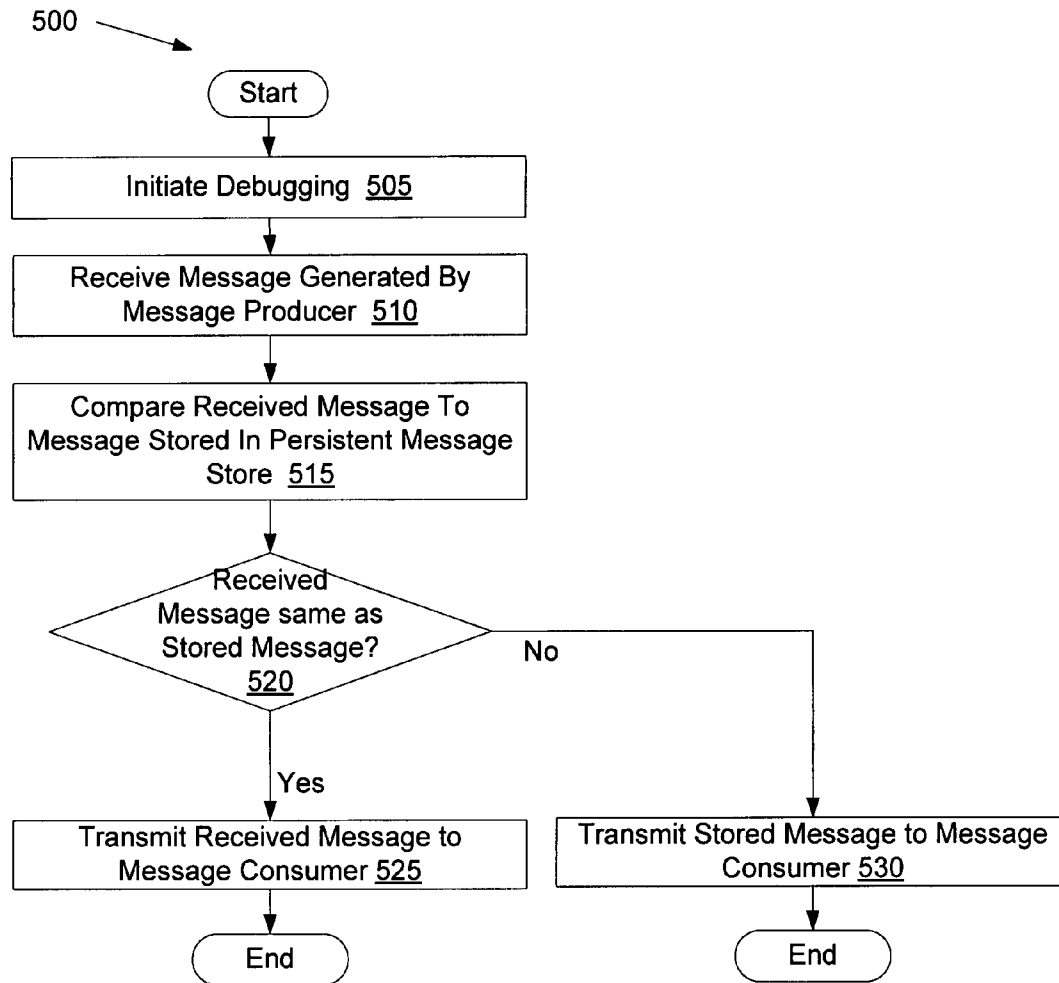 500
Start
Initiate Debugging 505
Receive Message Generated By
Message Producer 510
Compare Received Message To
Message Stored In Persistent Message
Store 515
Received
Message same as
Stored Message?
520
No
Yes
Transmit Received Message to
Message Consumer 525
Transmit Stored Message to Message
Consumer 530
End
End